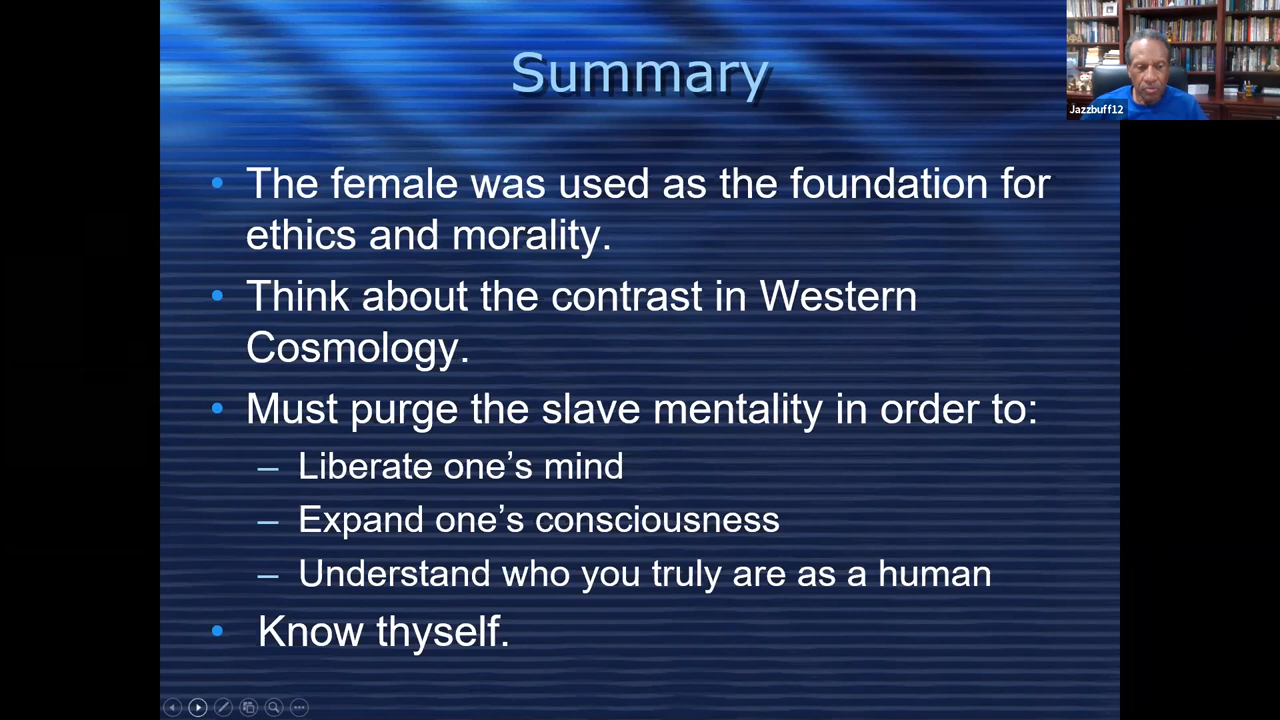 Summary
Jazzbuff12
• The female was used as the foundation for
ethics and morality.
• Think about the contrast in Western
Cosmology.
• Must purge the slave mentality in order to:
– Liberate one’s mind
– Expand one’s consciousness
– Understand who you truly are as a human
• Know thyself.